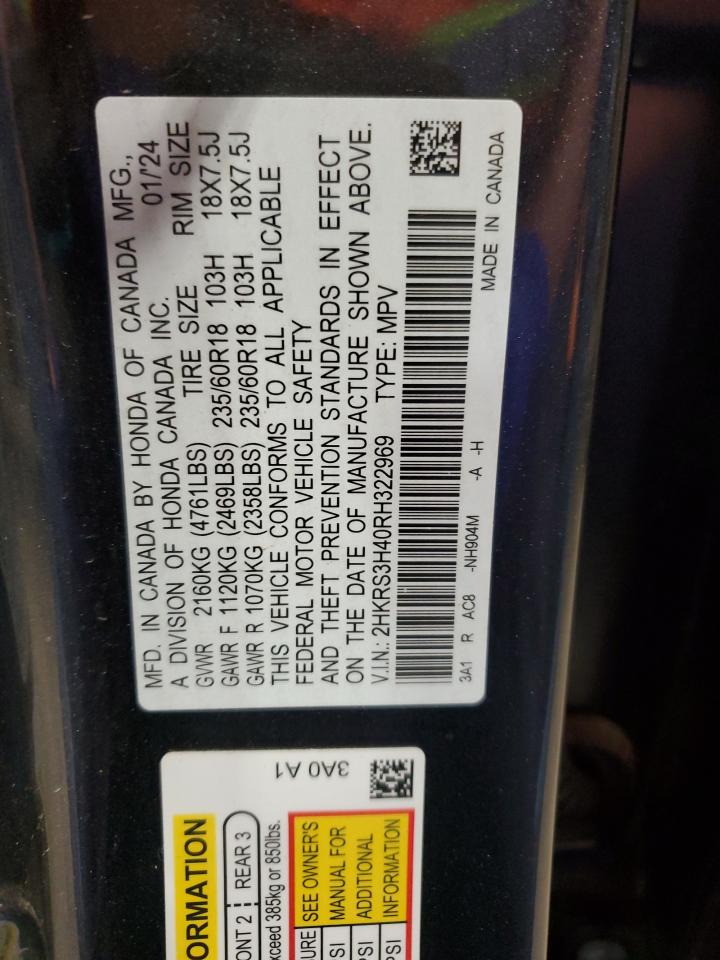 MFD. IN CANADA BY HONDA OF CANADA MFG.,
A DIVISION OF HONDA CANADA INC. 01/'24
GVWR 2160KG (4761LBS) TIRE SIZE RIM SIZE
GAWR F 1120KG (2469LBS) 235/60R18 103H 18X7.5J
GAWR R 1070KG (2358LBS) 235/60R18 103H 18X7.5J
THIS VEHICLE CONFORMS TO ALL APPLICABLE
FEDERAL MOTOR VEHICLE SAFETY
AND THEFT PREVENTION STANDARDS IN EFFECT
ON THE DATE OF MANUFACTURE SHOWN ABOVE.
V.I.N.: 2HKRS3H40RH322969 TYPE: MPV
3A1 R AC8 -NH904M -A -H
MADE IN CANADA
3A0 A1
ORMATION
ONT 2 REAR 3
xceed 385kg or 850lbs.
URE SEE OWNER'S
SI MANUAL FOR
PSI ADDITIONAL
PSI INFORMATION